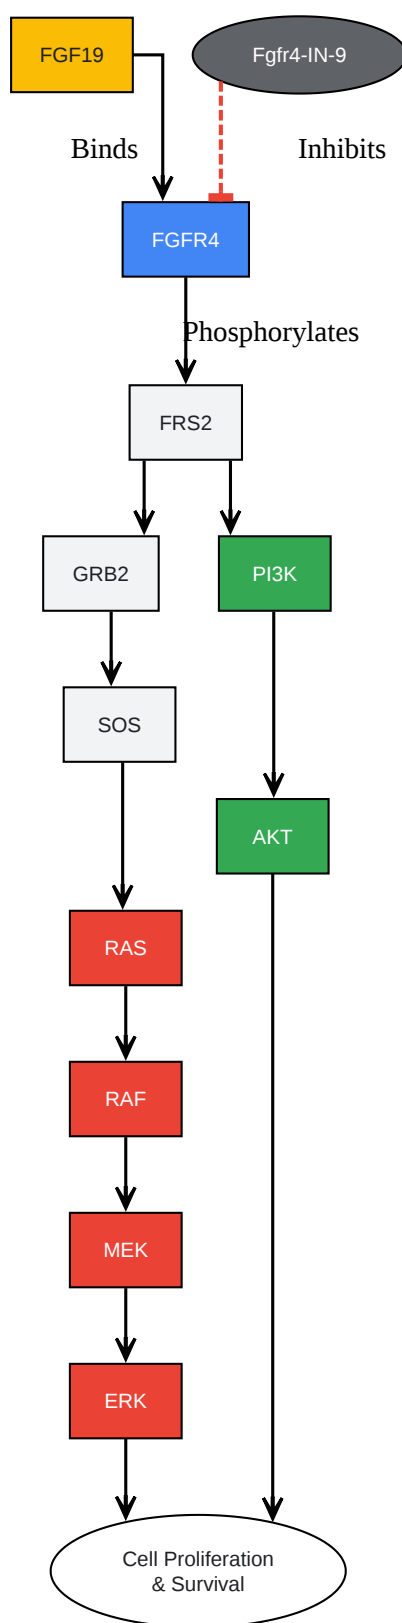 FGF19
Fgfr4-IN-9
Binds
Inhibits
FGFR4
Phosphorylates
FRS2
GRB2
PI3K
SOS
AKT
RAS
RAF
MEK
ERK
Cell Proliferation
& Survival